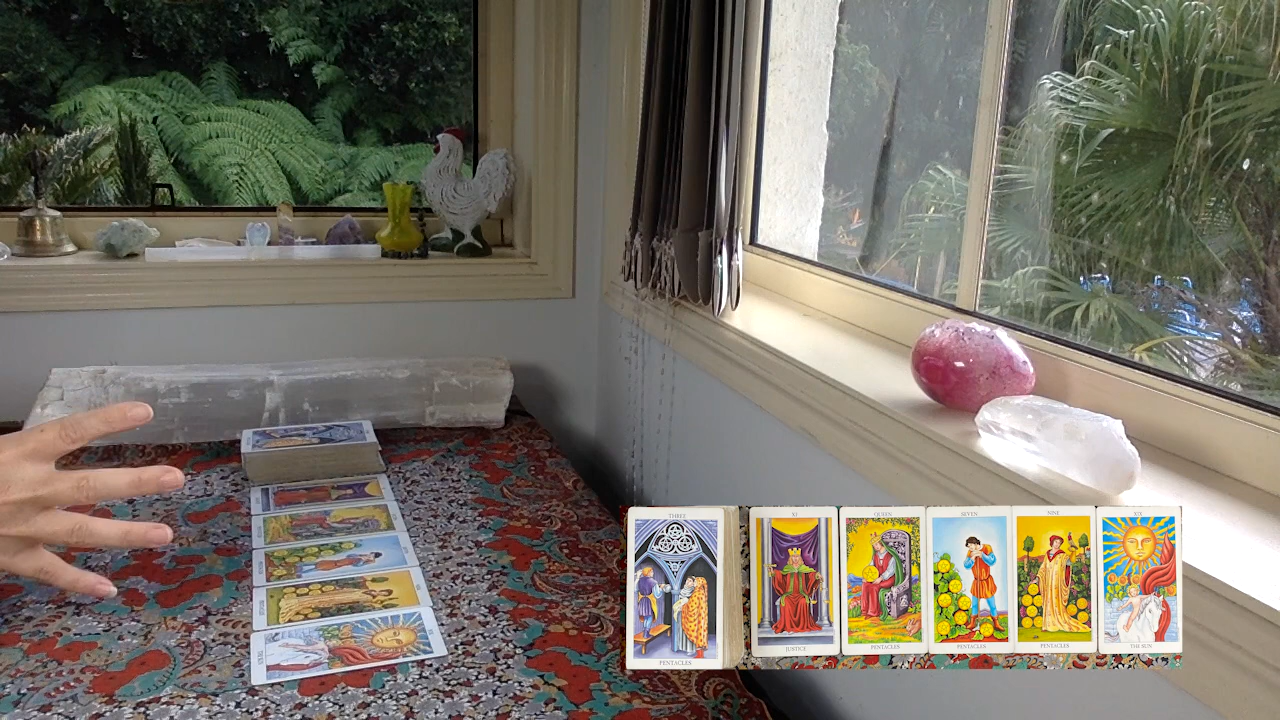 THREE
PENTACLES
XI
JUSTICE
QUEEN
PENTACLES
SEVEN
PENTACLES
NINE
PENTACLES
XIX
THE SUN